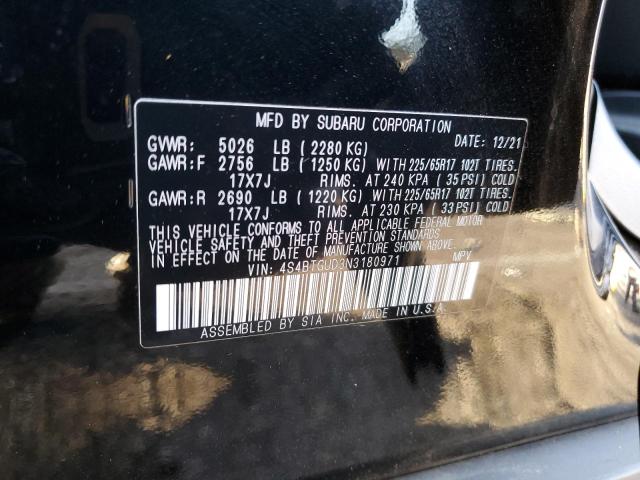 MFD BY SUBARU CORPORATION
GVWR: 5026 LB ( 2280 KG) DATE: 12/21
GAWR:F 2756 LB ( 1250 KG) WITH 225/65R17 102T TIRES.
17X7J RIMS. AT 240 KPA ( 35 PSI) COLD
GAWR:R 2690 LB ( 1220 KG) WITH 225/65R17 102T TIRES.
17X7J RIMS. AT 230 KPA ( 33 PSI) COLD
THIS VEHICLE CONFORMS TO ALL APPLICABLE FEDERAL MOTOR
VEHICLE SAFETY AND THEFT PREVENTION STANDARDS
IN EFFECT ON THE DATE OF MANUFACTURE SHOWN ABOVE.
VIN: 4S4BTGUD3N3180971 MPV
ASSEMBLED BY SIA INC. MADE IN U.S.A.